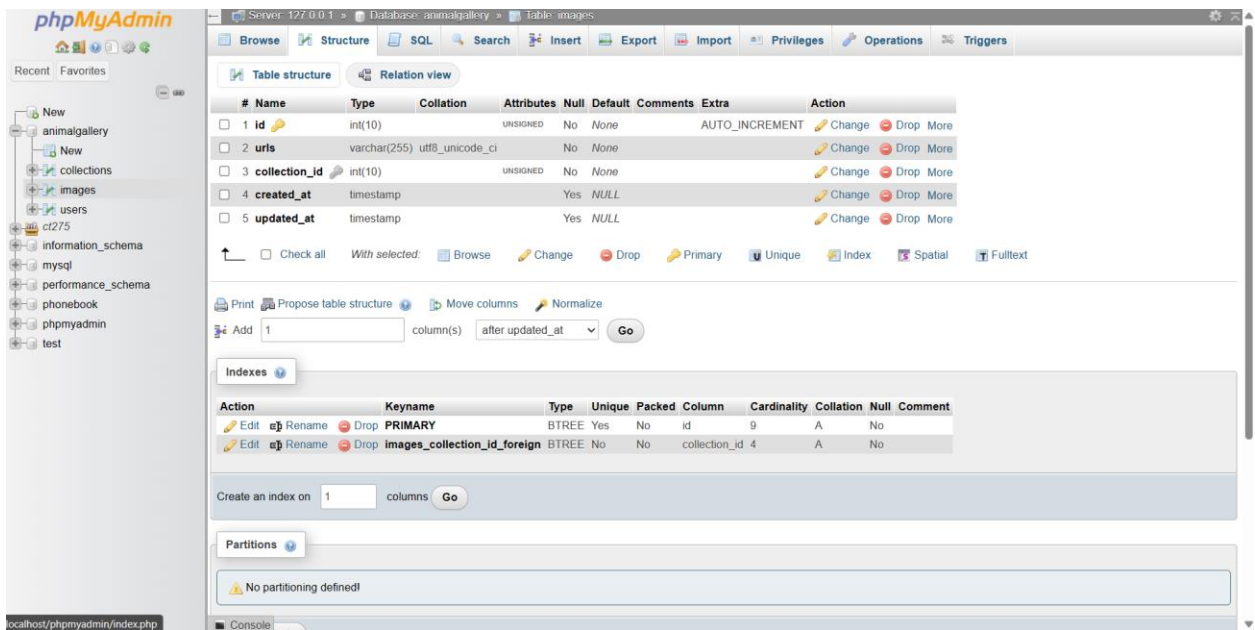 phpMyAdmin
Recent Favorites
New
animalgallery
New
collections
images
users
ct275
information_schema
mysql
performance_schema
phonebook
phpmyadmin
test
localhost/phpmyadmin/index.php
Server: 127.0.0.1 » Database: animalgallery » Table: images
Browse Structure SQL Search Insert Export Import Privileges Operations Triggers
Table structure Relation view
# Name Type Collation Attributes Null Default Comments Extra Action
1 id int(10) UNSIGNED No None AUTO_INCREMENT Change Drop More
2 urls varchar(255) utf8_unicode_ci No None Change Drop More
3 collection_id int(10) UNSIGNED No None Change Drop More
4 created_at timestamp Yes NULL Change Drop More
5 updated_at timestamp Yes NULL Change Drop More
Check all With selected: Browse Change Drop Primary Unique Index Spatial Fulltext
Print Propose table structure Move columns Normalize
Add 1 column(s) after updated_at Go
Indexes
Action Keyname Type Unique Packed Column Cardinality Collation Null Comment
Edit Rename Drop PRIMARY BTREE Yes No id 9 A No
Edit Rename Drop images_collection_id_foreign BTREE No No collection_id 4 A No
Create an index on 1 columns Go
Partitions
No partitioning defined!
Console